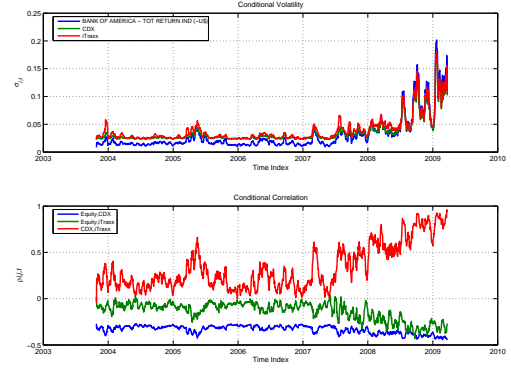 Conditional Volatility
0.25
0.2
0.15
0.1
0.05
0
σi,t
BANK OF AMERICA − TOT RETURN IND (~U$)
CDX
iTraxx
2003 2004 2005 2006 2007 2008 2009 2010
Time Index
Conditional Correlation
1
0.5
0
−0.5
ρi,j,t
Equity,CDX
Equity,iTraxx
CDX,iTraxx
2003 2004 2005 2006 2007 2008 2009 2010
Time Index